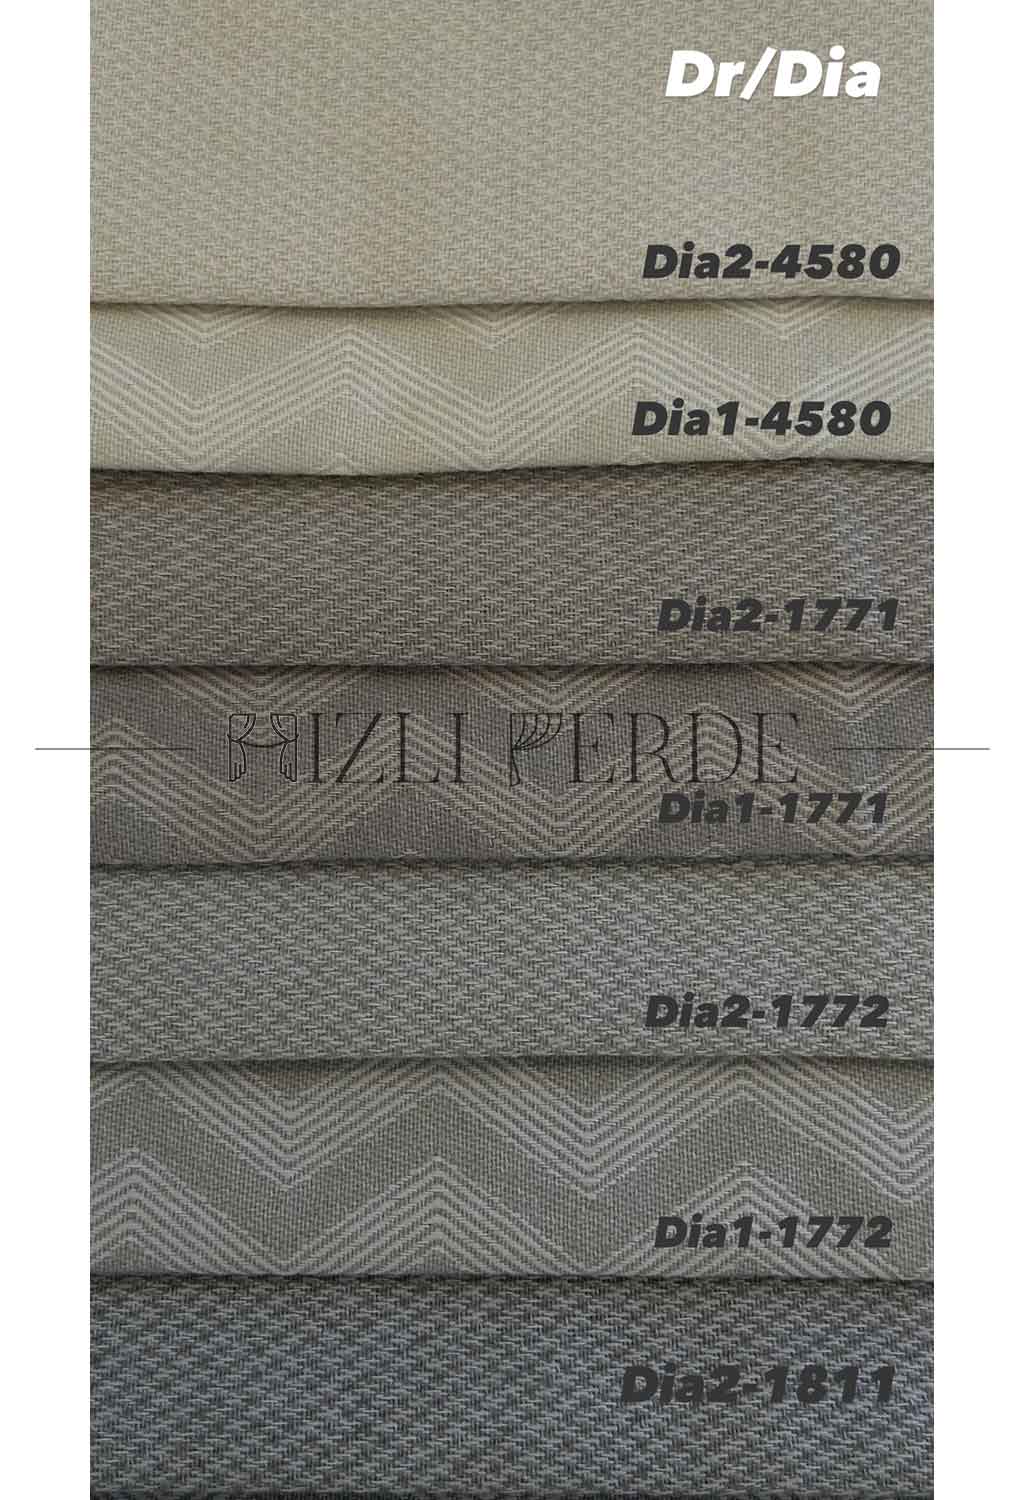 Dr/Dia
Dia2-4580
Dia1-4580
Dia2-1771
HIZLI PERDE
Dia1-1771
Dia2-1772
Dia1-1772
Dia2-1811